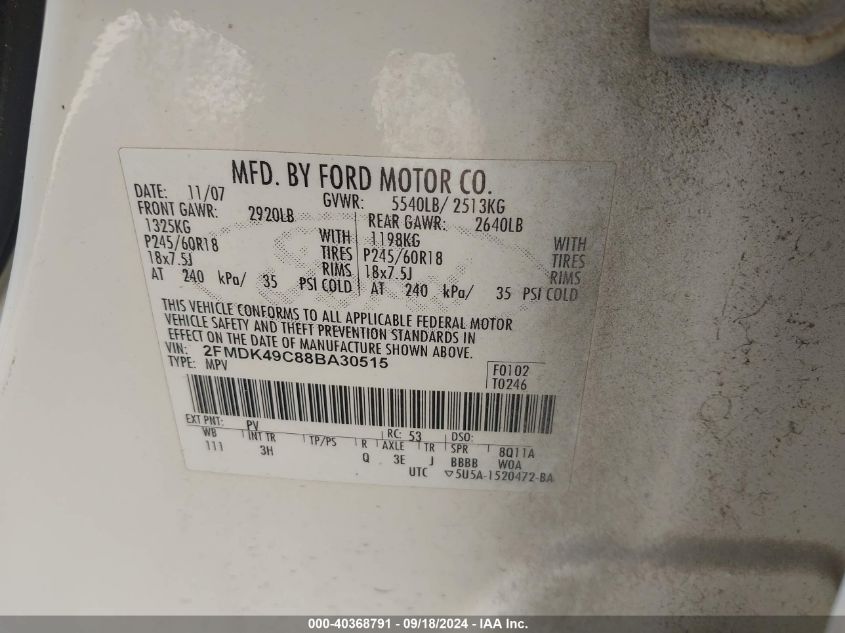 MFD. BY FORD MOTOR CO.
DATE: 11/07 GVWR: 5540LB/ 2513KG
FRONT GAWR: 2920LB REAR GAWR: 2640LB
1325KG WITH 1198KG WITH
P245/60R18 TIRES P245/60R18 TIRES
18x7.5J RIMS 18x7.5J RIMS
AT 240 kPa/ 35 PSI COLD AT 240 kPa/ 35 PSI COLD
THIS VEHICLE CONFORMS TO ALL APPLICABLE FEDERAL MOTOR
VEHICLE SAFETY AND THEFT PREVENTION STANDARDS IN
EFFECT ON THE DATE OF MANUFACTURE SHOWN ABOVE.
VIN: 2FMDK49C88BA30515
TYPE: MPV
F0102
T0246
EXT PNT: PV RC: 53 DSO:
WB INT TR TP/PS R AXLE TR SPR 8Q11A
111 3H Q 3E J BBBB WOA
UTC ▽5U5A-1520472-BA
000-40368791 - 09/18/2024 - IAA Inc.